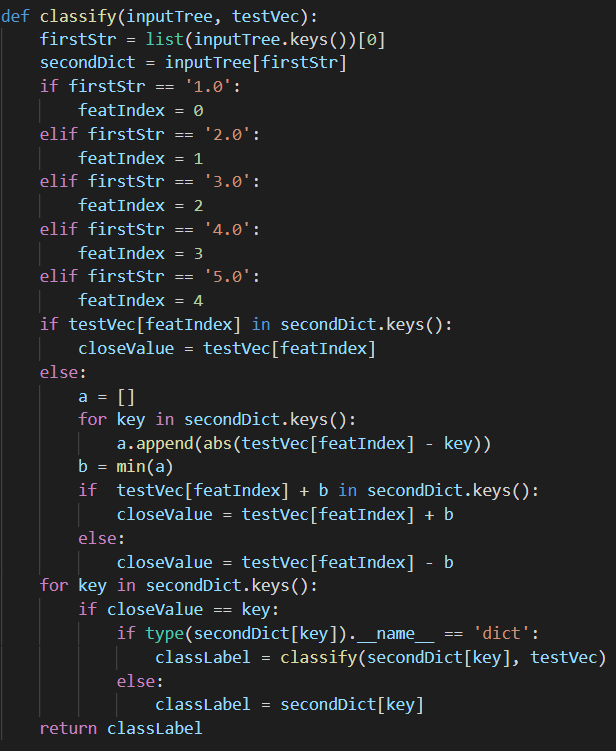 def classify(inputTree, testVec):
    firstStr = list(inputTree.keys())[0]
    secondDict = inputTree[firstStr]
    if firstStr == '1.0':
        featIndex = 0
    elif firstStr == '2.0':
        featIndex = 1
    elif firstStr == '3.0':
        featIndex = 2
    elif firstStr == '4.0':
        featIndex = 3
    elif firstStr == '5.0':
        featIndex = 4
    if testVec[featIndex] in secondDict.keys():
        closeValue = testVec[featIndex]
    else:
        a = []
        for key in secondDict.keys():
            a.append(abs(testVec[featIndex] - key))
        b = min(a)
        if  testVec[featIndex] + b in secondDict.keys():
            closeValue = testVec[featIndex] + b
        else:
            closeValue = testVec[featIndex] - b
    for key in secondDict.keys():
        if closeValue == key:
            if type(secondDict[key]).__name__ == 'dict':
                classLabel = classify(secondDict[key], testVec)
            else:
                classLabel = secondDict[key]
    return classLabel